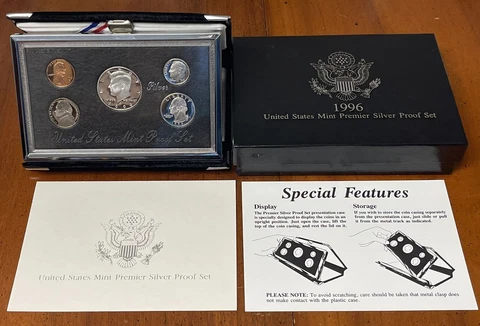 Silver
United States Mint Proof Set
1996
United States Mint Premier Silver Proof Set
United States Mint Premier Silver Proof Set
Special Features
Display
The Premier Silver Proof Set presentation case
is specially designed to display the coins in an
upright position. Just open the case, lift the
top of the coin casing, and rest the lid on it.
Storage
If you wish to store the coin casing separately
from the presentation case, just slide or pull
it from the metal track as indicated.
PLEASE NOTE: To avoid scratching, care should be taken that metal clasp does
not make contact with the plastic case.